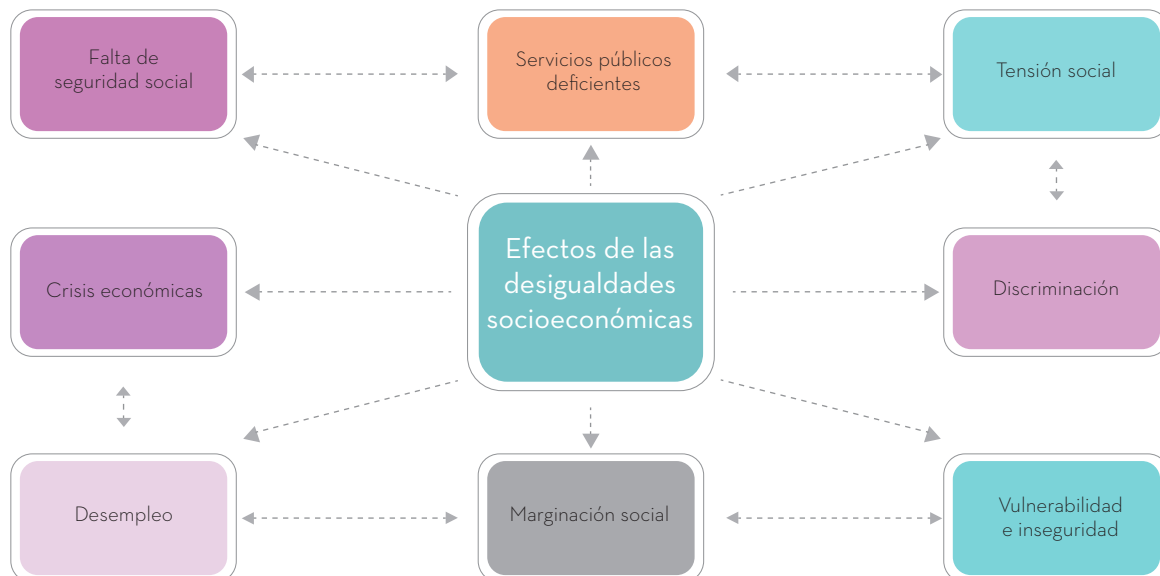 Falta de
seguridad social
Servicios públicos
deficientes
Tensión social
Crisis económicas
Efectos de las
desigualdades
socioeconómicas
Discriminación
Desempleo
Marginación social
Vulnerabilidad
e inseguridad